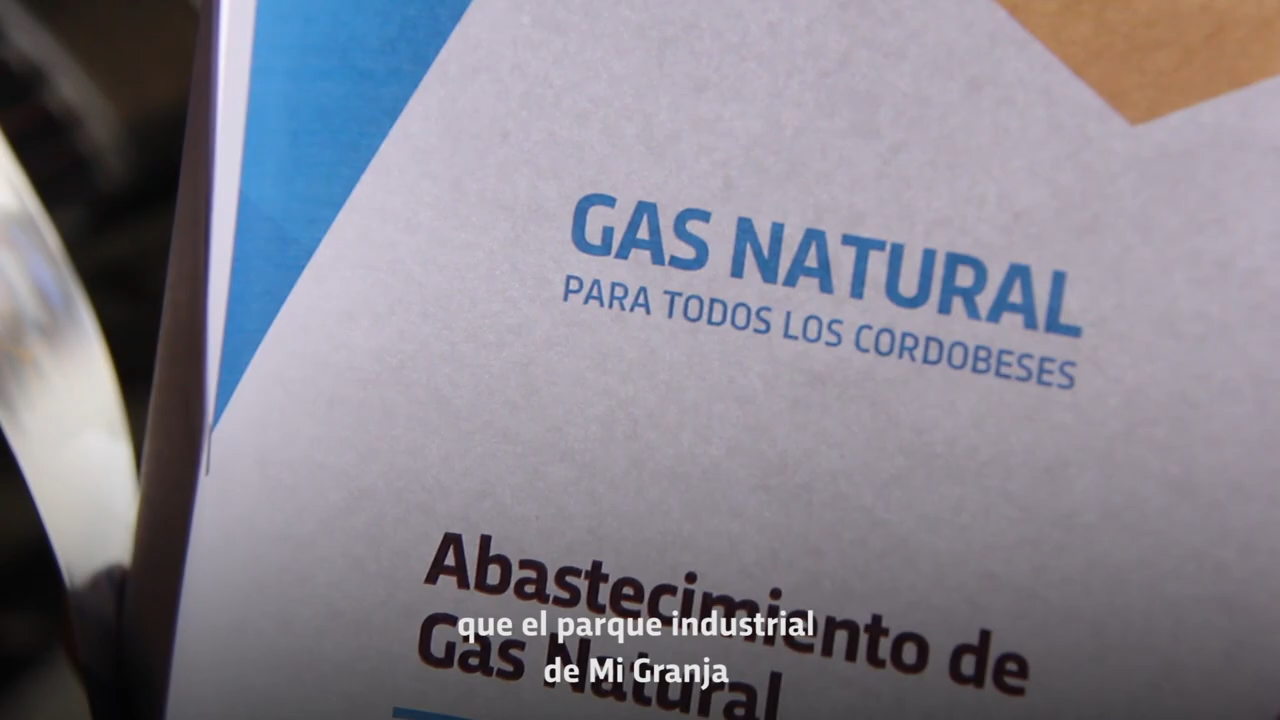 GAS NATURAL
PARA TODOS LOS CORDOBESES
Abastecimiento de
Gas Natural
que el parque industrial
de Mi Granja